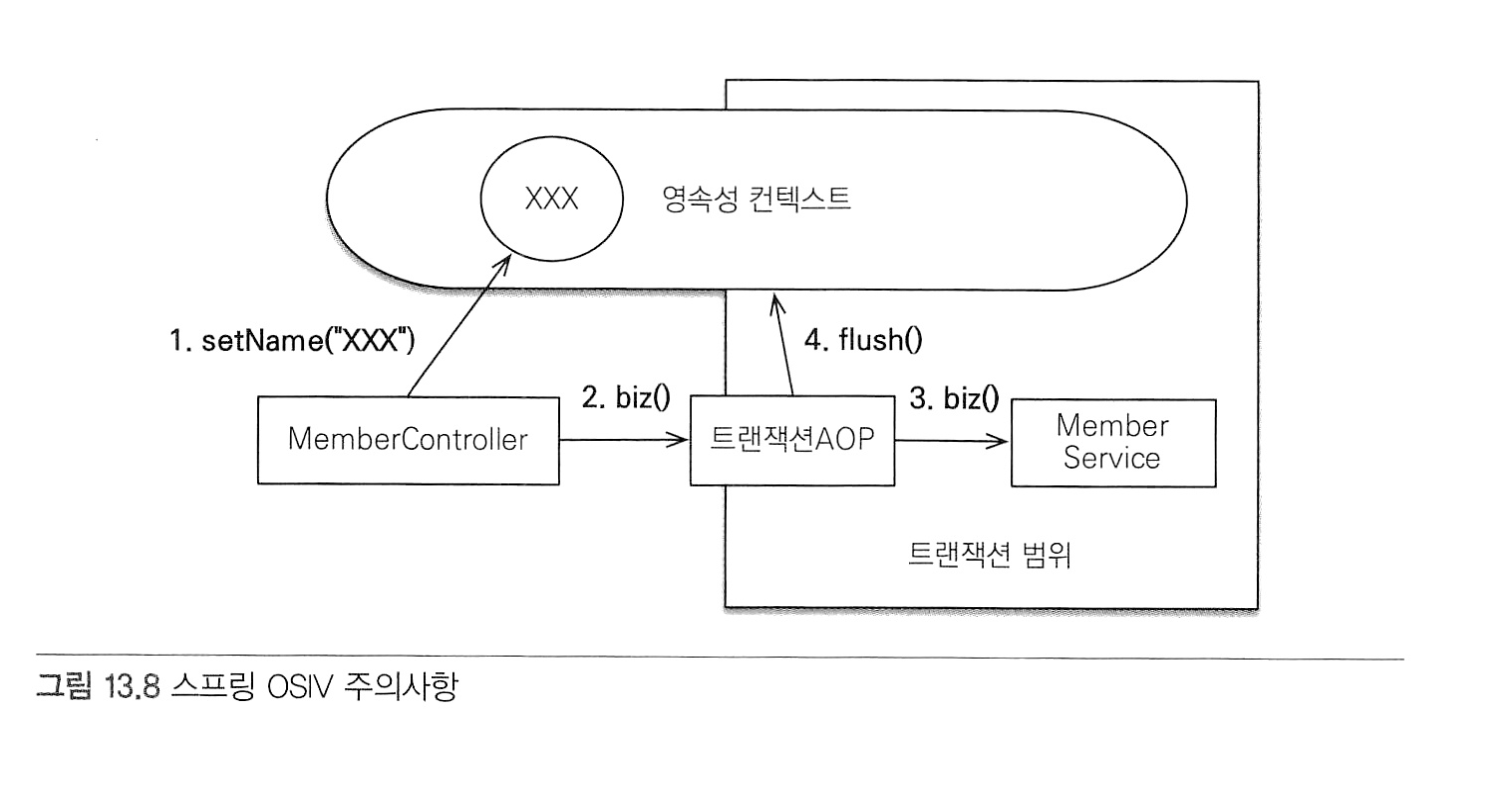 XXX
영속성 컨텍스트
1. setName("XXX")
4. flush()
2. biz()
3. biz()
MemberController
트랜잭션AOP
Member
Service
트랜잭션 범위
그림 13.8 스프링 OSIV 주의사항